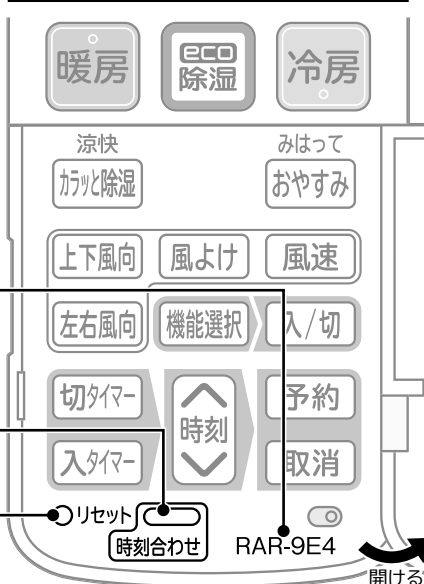 暖房 eco 冷房
除湿
涼快 みはって
カラッと除湿 おやすみ
上下風向 風よけ 風速
左右風向 機能選択 入/切
切タイマー 時刻 予約
入タイマー 取消
リセット
時刻合わせ RAR-9E4
開ける